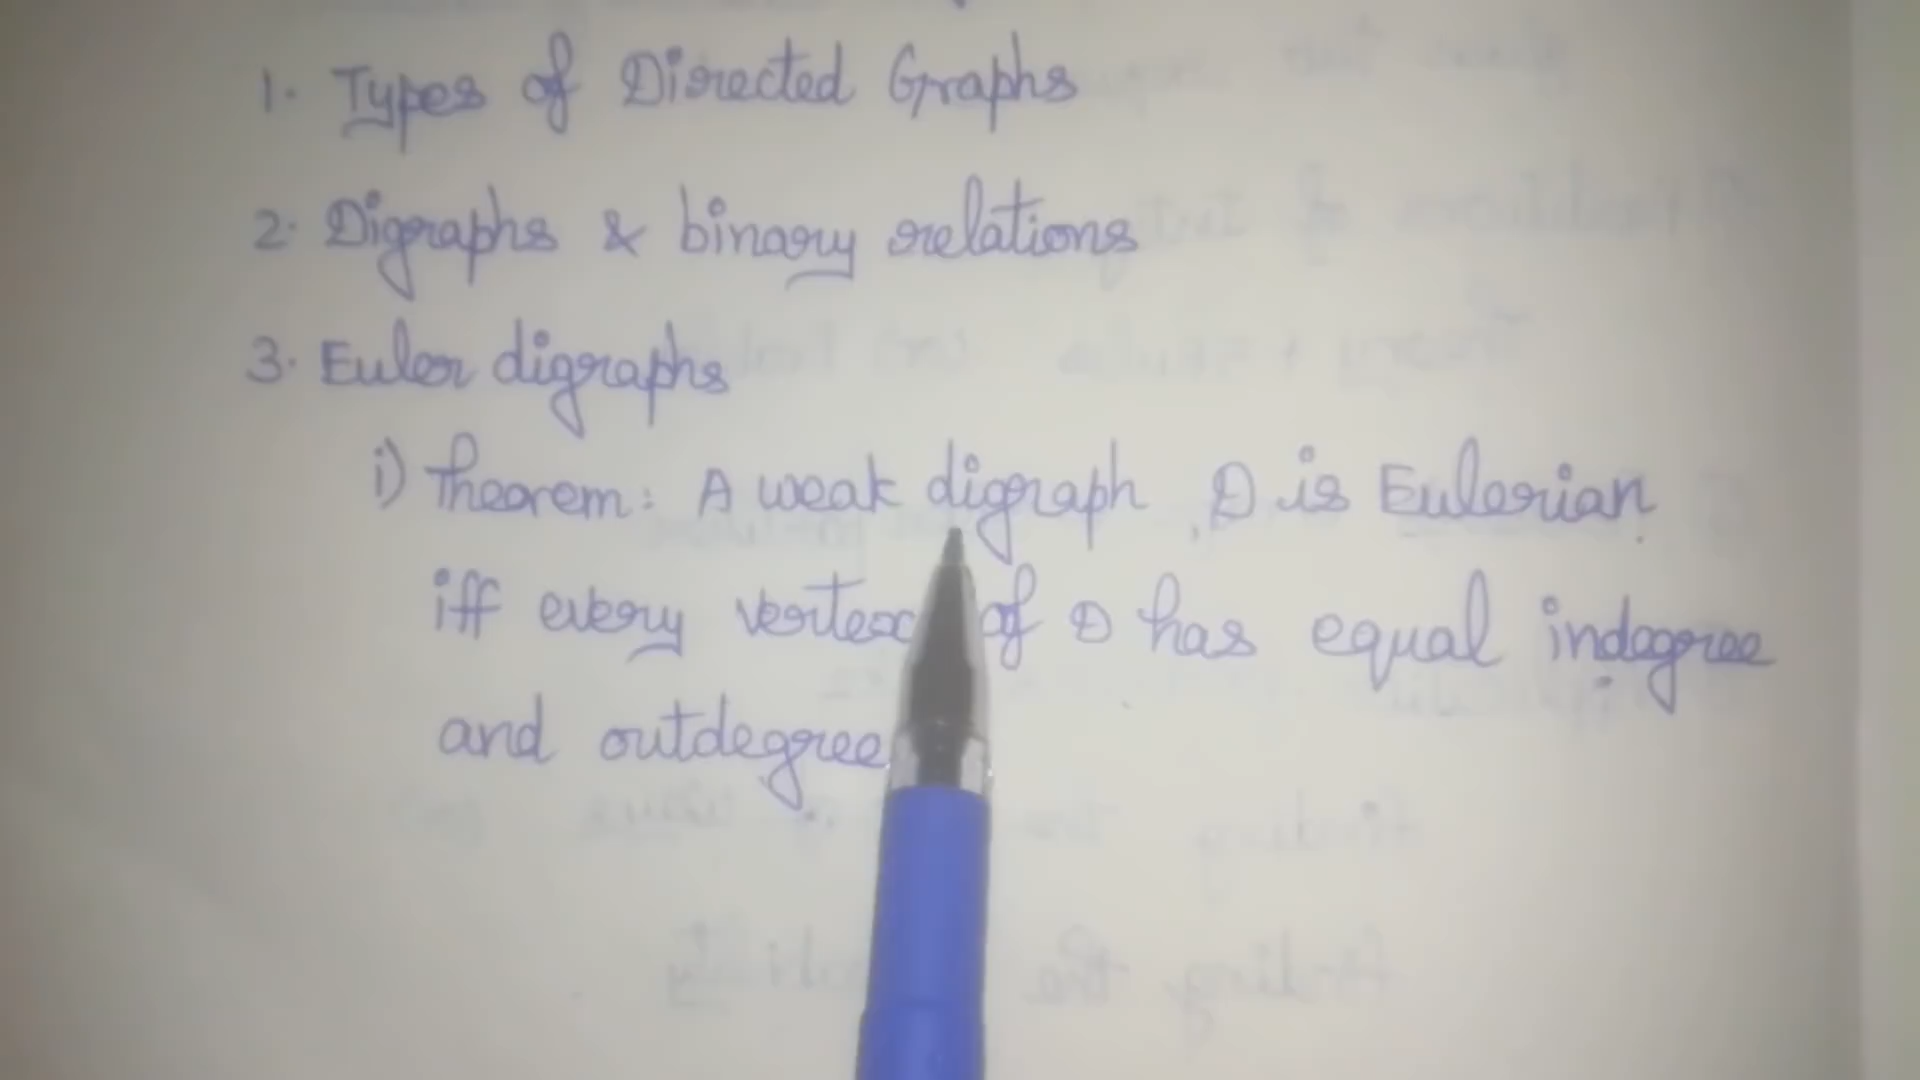 1. Types of Directed Graphs
2. Digraphs & binary relations
3. Euler digraphs
i) Theorem: A weak digraph D is Eulerian
iff every vertex of D has equal indegree
and outdegree